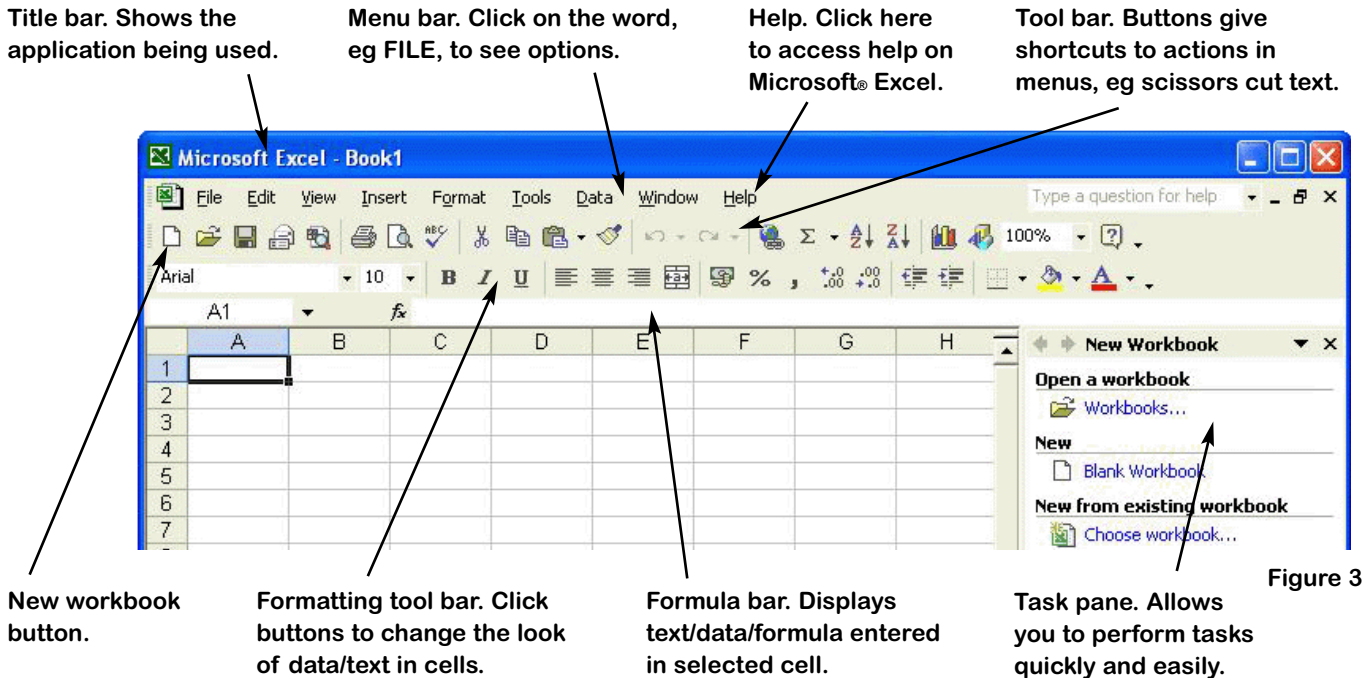 Title bar. Shows the
application being used.
Menu bar. Click on the word,
eg FILE, to see options.
Help. Click here
to access help on
Microsoft® Excel.
Tool bar. Buttons give
shortcuts to actions in
menus, eg scissors cut text.
Microsoft Excel - Book1
File Edit View Insert Format Tools Data Window Help Type a question for help
ABC Σ A Z Z A 100% ?
Arial 10 B I U a % , .0 .00 .00 .0 A
A1 fx
A B C D E F G H
1
2
3
4
5
6
7
New Workbook
Open a workbook
Workbooks...
New
Blank Workbook
New from existing workbook
Choose workbook...
Figure 3
New workbook
button.
Formatting tool bar. Click
buttons to change the look
of data/text in cells.
Formula bar. Displays
text/data/formula entered
in selected cell.
Task pane. Allows
you to perform tasks
quickly and easily.